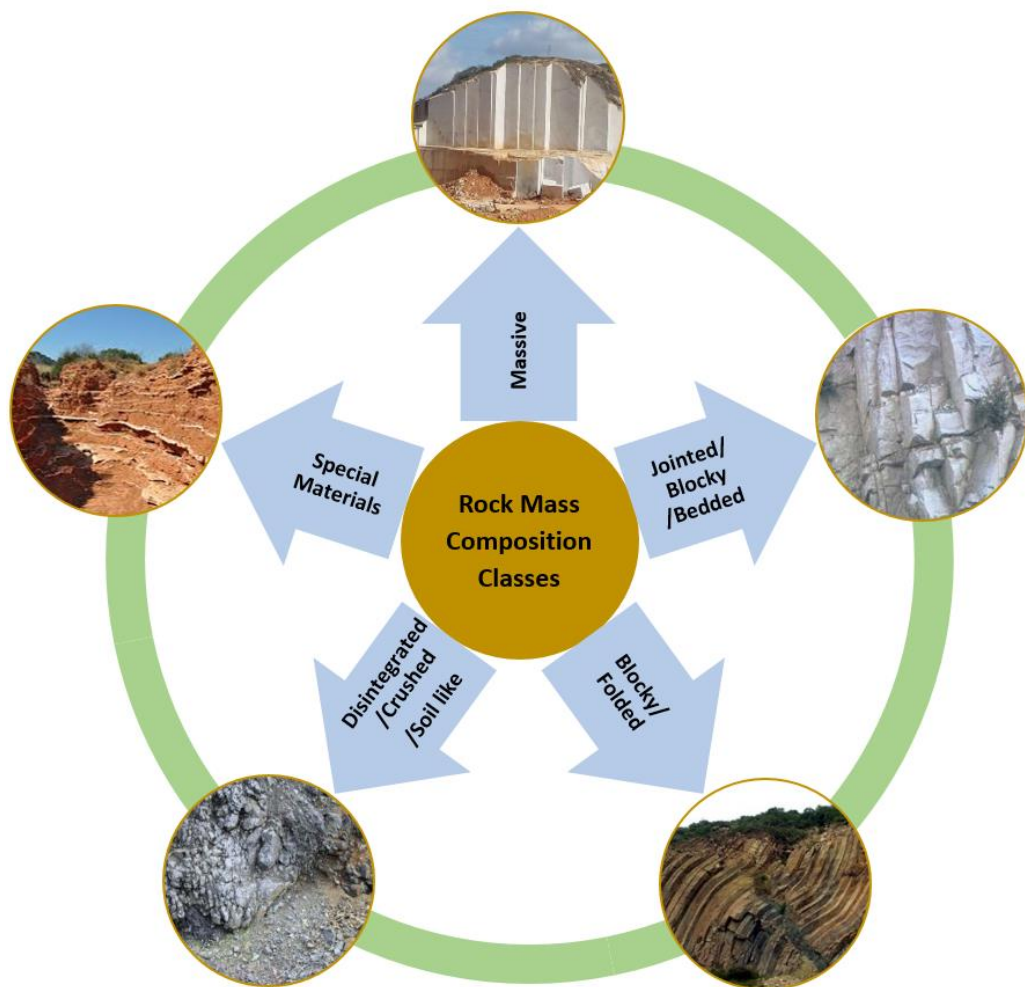 Massive
Jointed/
Blocky
/Bedded
Blocky/
Folded
Disintegrated
/Crushed
/Soil like
Special
Materials
Rock Mass
Composition
Classes